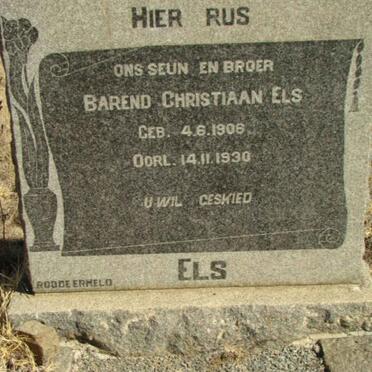 HIER RUS
ONS SEUN EN BROER
BAREND CHRISTIAAN ELS
GEB. 4.6.1906
OORL. 14.11.1930
U WIL GESKIED
ELS
ROODE ERMELO